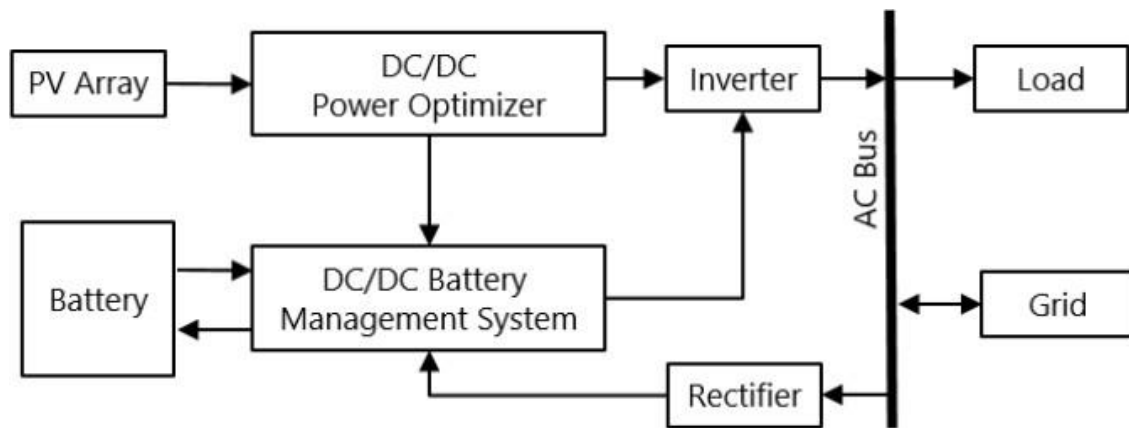 PV Array
DC/DC
Power Optimizer
Inverter
Load
AC Bus
Battery
DC/DC Battery
Management System
Grid
Rectifier